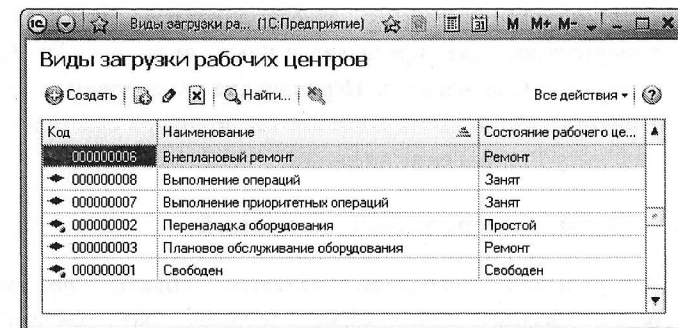 Виды загрузки ра... (1С:Предприятие) 31 M M+ M-
Виды загрузки рабочих центров
Создать Найти... Все действия
Код Наименование Состояние рабочего це...
000000006 Внеплановый ремонт Ремонт
000000008 Выполнение операций Занят
000000007 Выполнение приоритетных операций Занят
000000002 Переналадка оборудования Простой
000000003 Плановое обслуживание оборудования Ремонт
000000001 Свободен Свободен